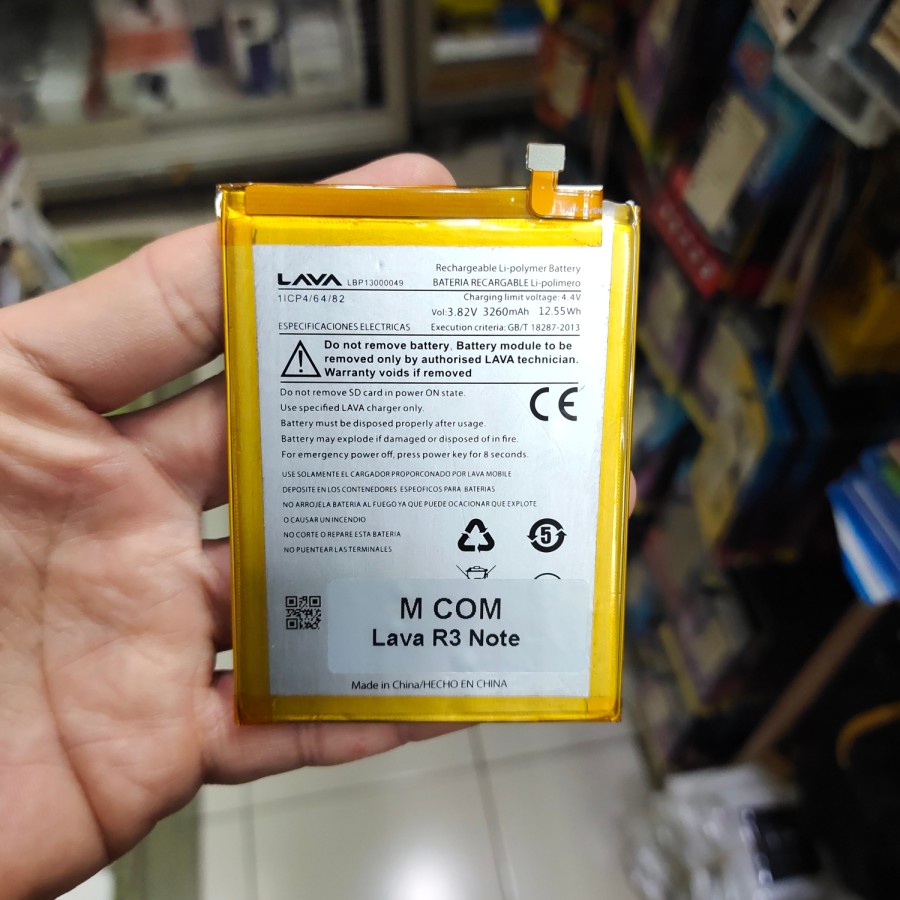 LAVA LBP13000049
Rechargeable Li-polymer Battery
BATERIA RECARGABLE Li-polimero
1ICP4/64/82
Charging limit voltage: 4.4V
Vol:3.82V 3260mAh 12.55Wh
ESPECIFICACIONES ELECTRICAS
Execution criteria: GB/T 18287-2013
Do not remove battery, Battery module to be
removed only by authorised LAVA technician.
Warranty voids if removed
Do not remove SD card in power ON state.
Use specified LAVA charger only.
Battery must be disposed properly after usage.
Battery may explode if damaged or disposed of in fire.
For emergency power off, press power key for 8 seconds.
CE
USE SOLAMENTE EL CARGADOR PROPORCONADO POR LAVA MOBILE
DEPOSITE EN LOS CONTENEDORES ESPEOFICOS PARA BATERIAS
NO ARROJELA BATERIA AL FUEGO YA QUE PUEDE OCACIONAR QUE EXPLOTE
O CAUSAR UN INCENDIO
NO CORTE O REPARE ESTA BATERIA
NO PUENTEAR LAS TERMINALES
5
M COM
Lava R3 Note
Made in China/HECHO EN CHINA